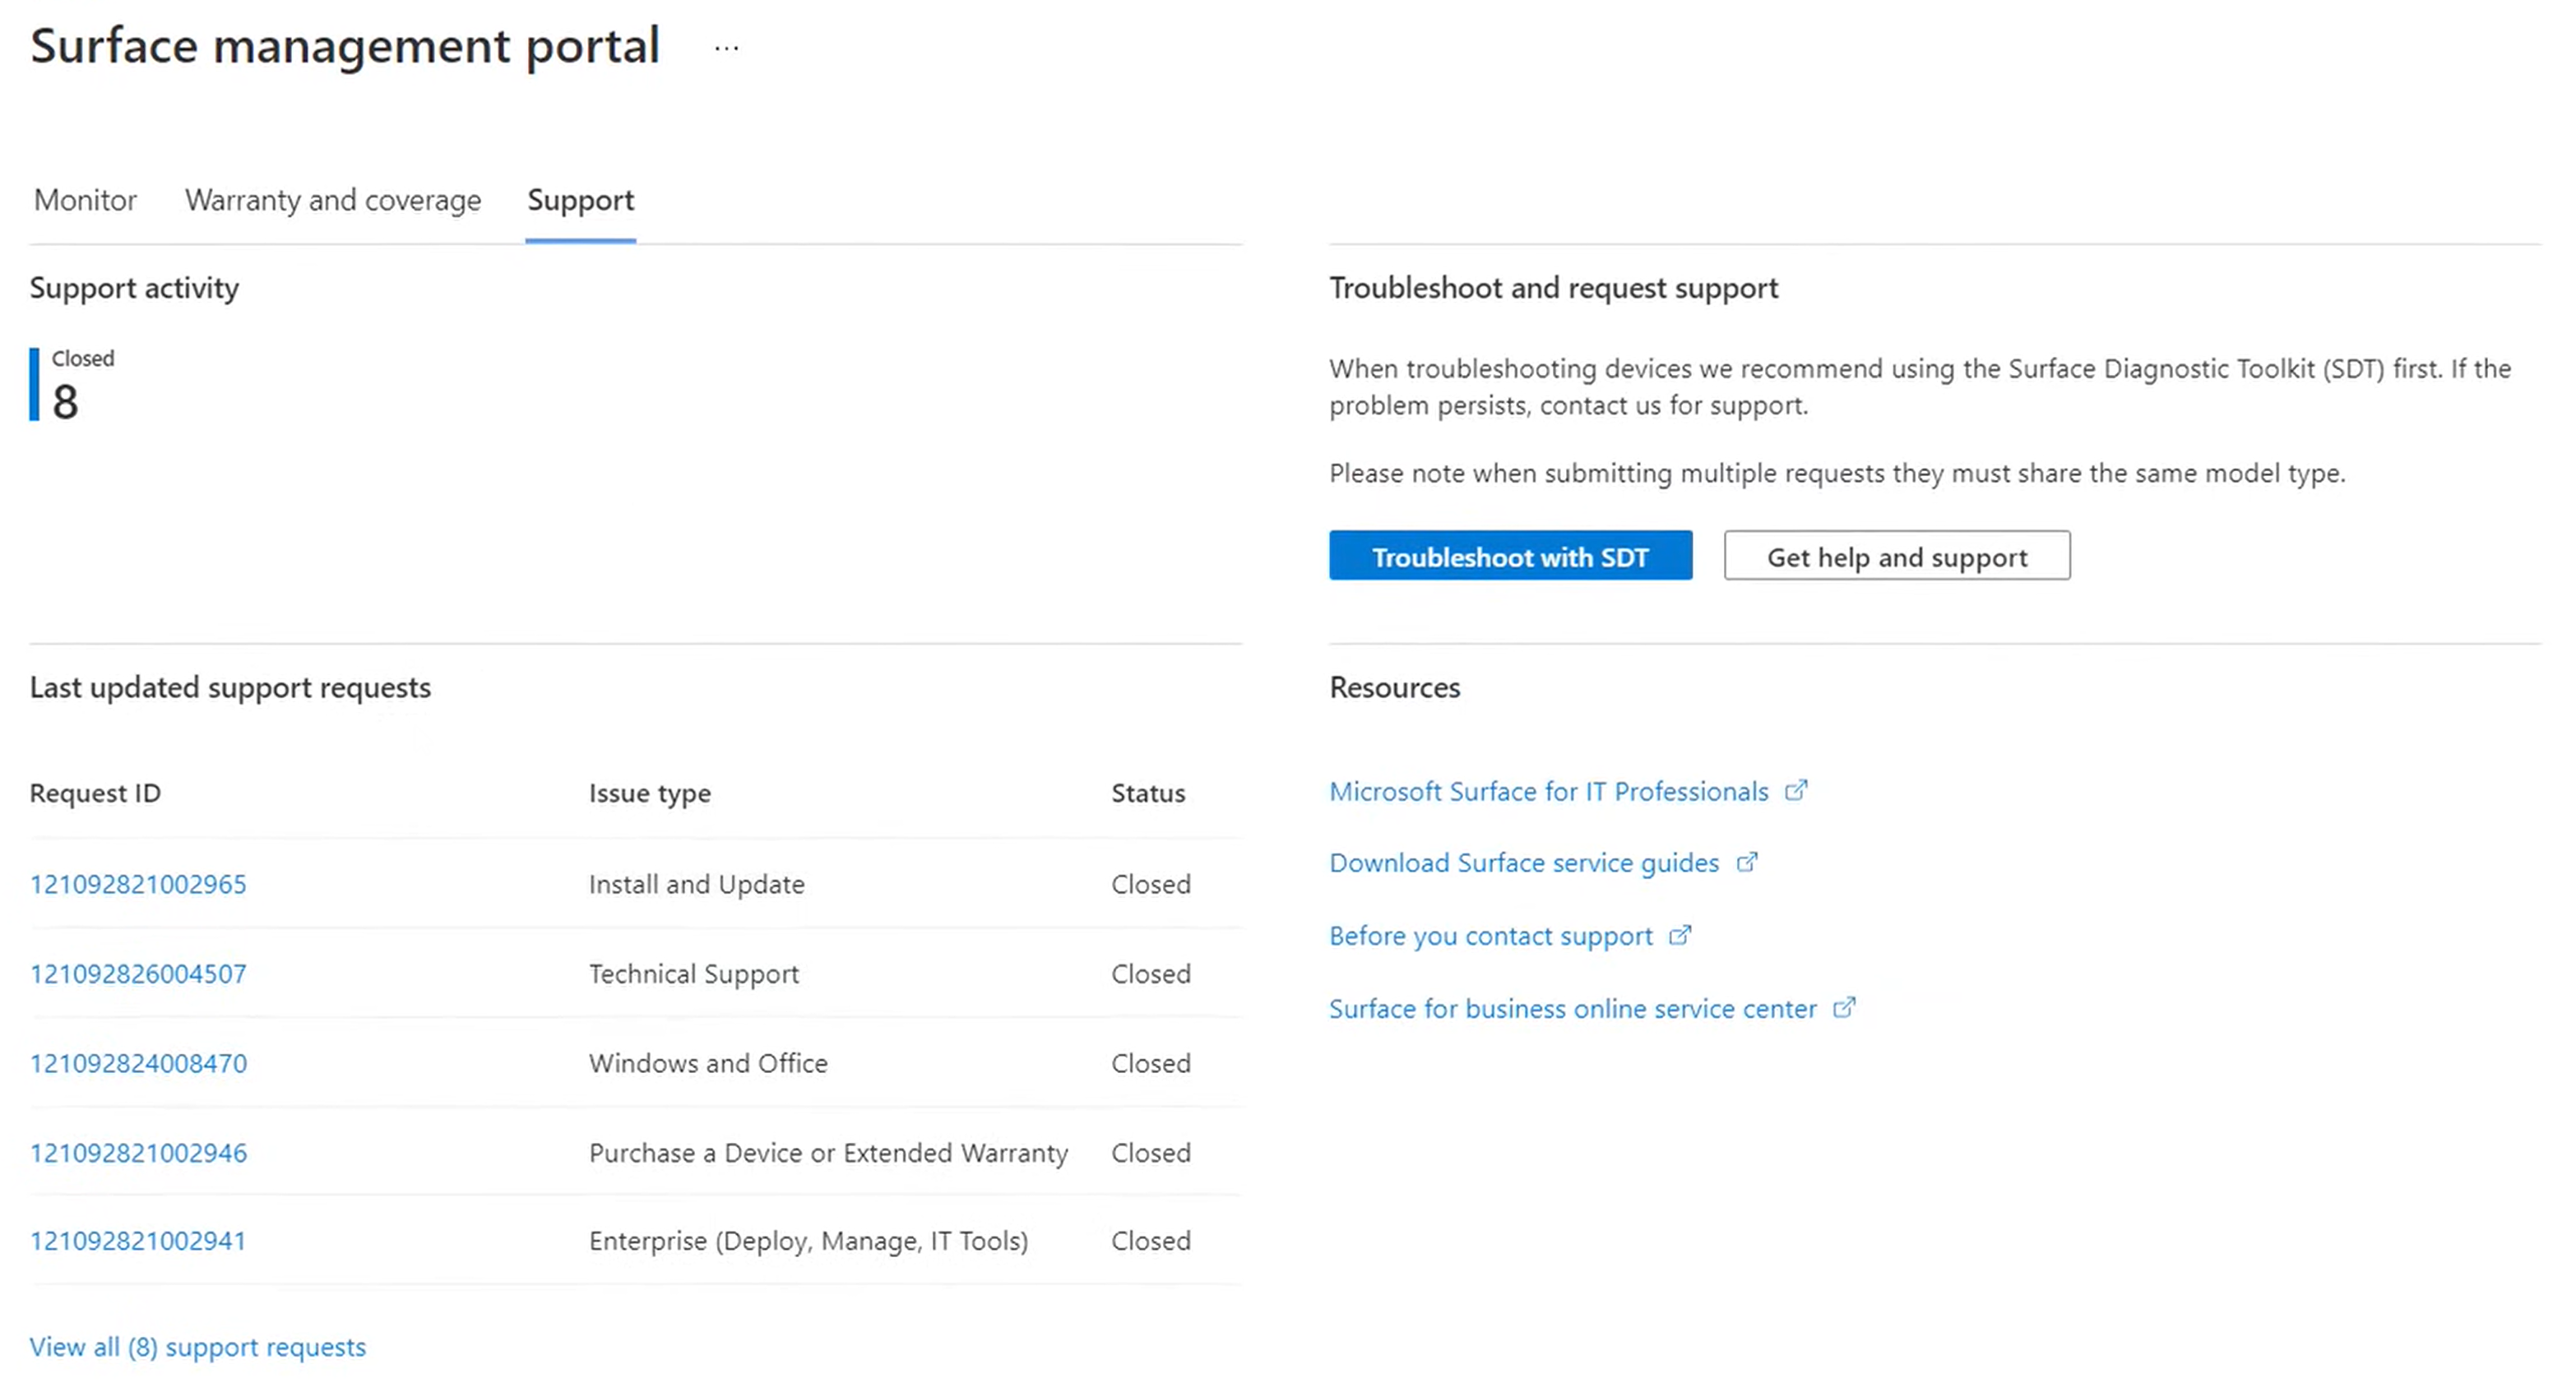 Surface management portal ...
Monitor Warranty and coverage Support
Support activity
Closed
8
Troubleshoot and request support
When troubleshooting devices we recommend using the Surface Diagnostic Toolkit (SDT) first. If the
problem persists, contact us for support.
Please note when submitting multiple requests they must share the same model type.
Troubleshoot with SDT Get help and support
Last updated support requests
Request ID Issue type Status
121092821002965 Install and Update Closed
121092826004507 Technical Support Closed
121092824008470 Windows and Office Closed
121092821002946 Purchase a Device or Extended Warranty Closed
121092821002941 Enterprise (Deploy, Manage, IT Tools) Closed
View all (8) support requests
Resources
Microsoft Surface for IT Professionals
Download Surface service guides
Before you contact support
Surface for business online service center